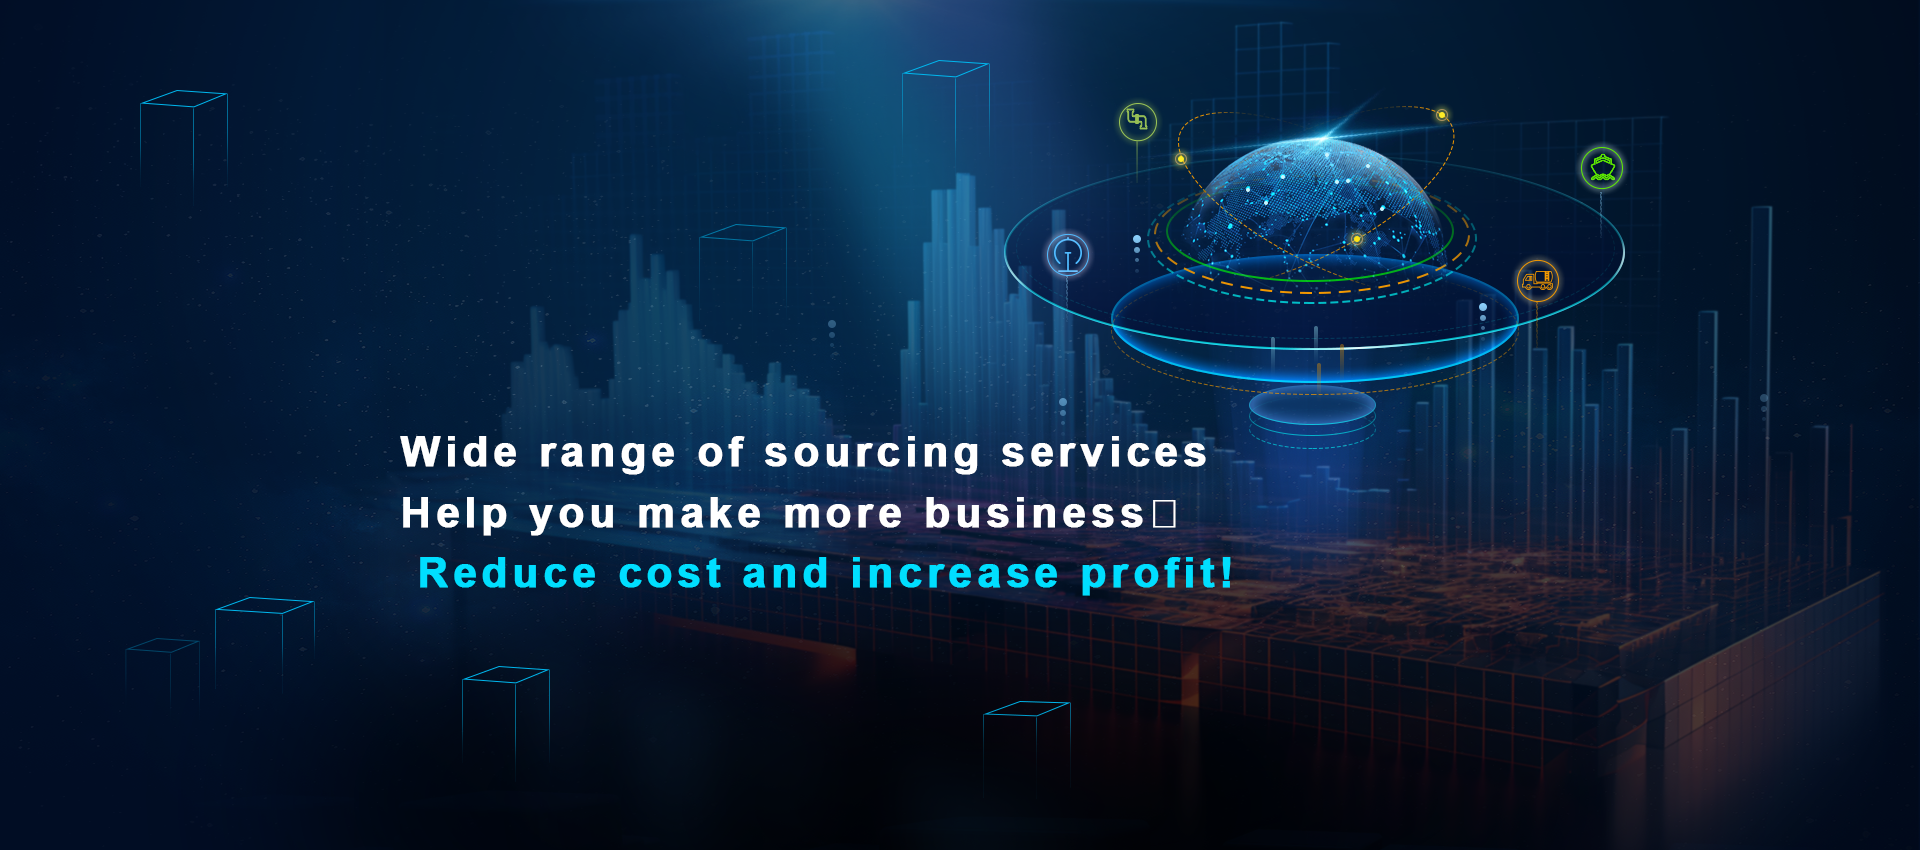 Wide range of sourcing services
Help you make more business
Reduce cost and increase profit!